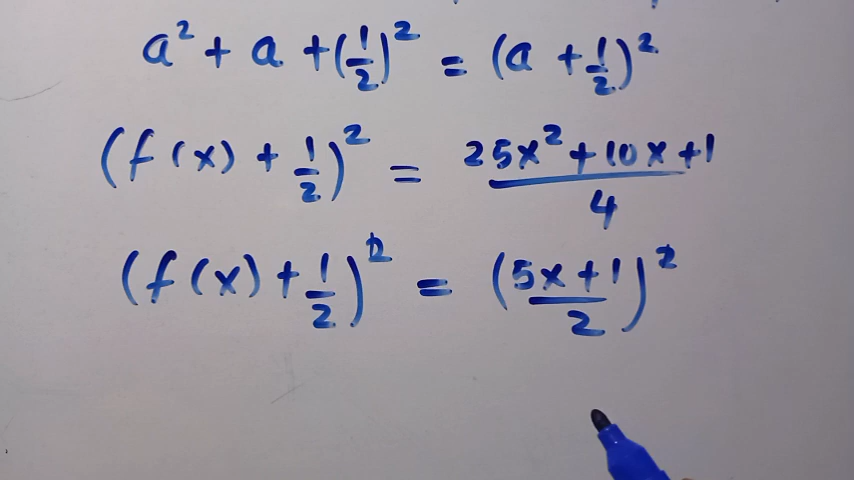 a² + a + (1/2)² = (a + 1/2)²
(f(x) + 1/2)² = (25x² + 10x + 1)/4
(f(x) + 1/2)² = ((5x + 1)/2)²